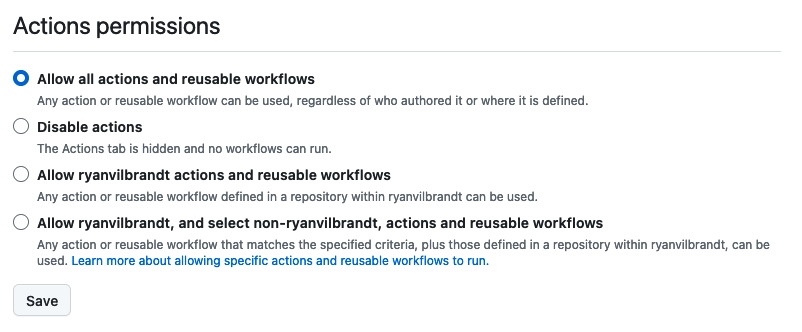 Actions permissions
Allow all actions and reusable workflows
Any action or reusable workflow can be used, regardless of who authored it or where it is defined.
Disable actions
The Actions tab is hidden and no workflows can run.
Allow ryanvilbrandt actions and reusable workflows
Any action or reusable workflow defined in a repository within ryanvilbrandt can be used.
Allow ryanvilbrandt, and select non-ryanvilbrandt, actions and reusable workflows
Any action or reusable workflow that matches the specified criteria, plus those defined in a repository within ryanvilbrandt, can be
used. Learn more about allowing specific actions and reusable workflows to run.
Save